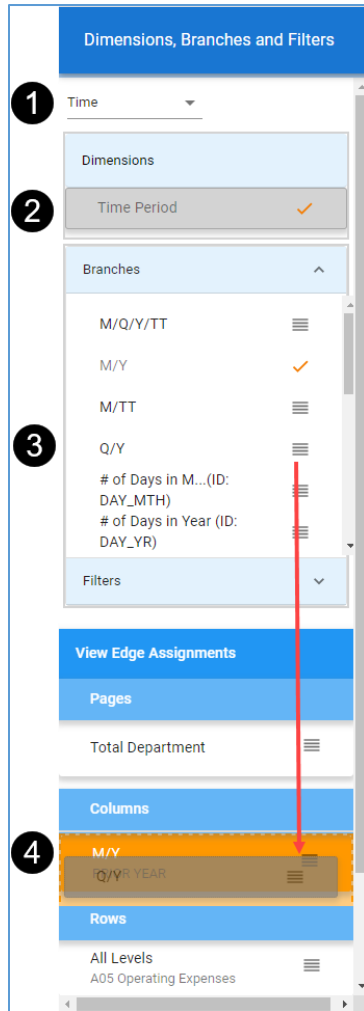 Dimensions, Branches and Filters
1
Time
Dimensions
2
Time Period
Branches
M/Q/Y/TT
M/Y
M/TT
3
Q/Y
# of Days in M...(ID:
DAY_MTH)
# of Days in Year (ID:
DAY_YR)
Filters
View Edge Assignments
Pages
Total Department
Columns
4
M/Y
Q/Y
YEAR
Rows
All Levels
A05 Operating Expenses